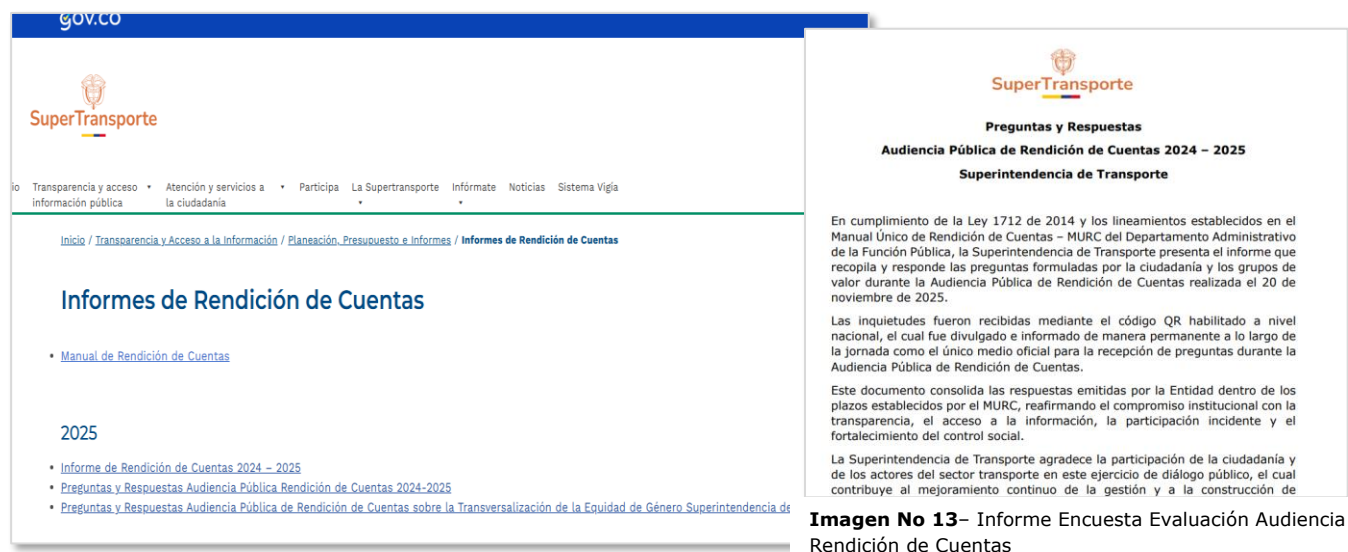 gov.co
SuperTransporte
Transparencia y acceso
información pública
Atención y servicios a
la ciudadanía
Participa
La Supertransporte
Infórmate
Noticias
Sistema Vigía
Inicio / Transparencia y Acceso a la Información / Planeación, Presupuesto e Informes / Informes de Rendición de Cuentas
Informes de Rendición de Cuentas
• Manual de Rendición de Cuentas
2025
• Informe de Rendición de Cuentas 2024 – 2025
• Preguntas y Respuestas Audiencia Pública Rendición de Cuentas 2024-2025
• Preguntas y Respuestas Audiencia Pública de Rendición de Cuentas sobre la Transversalización de la Equidad de Género Superintendencia de
SuperTransporte
Preguntas y Respuestas
Audiencia Pública de Rendición de Cuentas 2024 – 2025
Superintendencia de Transporte
En cumplimiento de la Ley 1712 de 2014 y los lineamientos establecidos en el
Manual Único de Rendición de Cuentas – MURC del Departamento Administrativo
de la Función Pública, la Superintendencia de Transporte presenta el informe que
recopila y responde las preguntas formuladas por la ciudadanía y los grupos de
valor durante la Audiencia Pública de Rendición de Cuentas realizada el 20 de
noviembre de 2025.
Las inquietudes fueron recibidas mediante el código QR habilitado a nivel
nacional, el cual fue divulgado e informado de manera permanente a lo largo de
la jornada como el único medio oficial para la recepción de preguntas durante la
Audiencia Pública de Rendición de Cuentas.
Este documento consolida las respuestas emitidas por la Entidad dentro de los
plazos establecidos por el MURC, reafirmando el compromiso institucional con la
transparencia, el acceso a la información, la participación incidente y el
fortalecimiento del control social.
La Superintendencia de Transporte agradece la participación de la ciudadanía y
de los actores del sector transporte en este ejercicio de diálogo público, el cual
contribuye al mejoramiento continuo de la gestión y a la construcción de
Imagen No 13– Informe Encuesta Evaluación Audiencia
Rendición de Cuentas